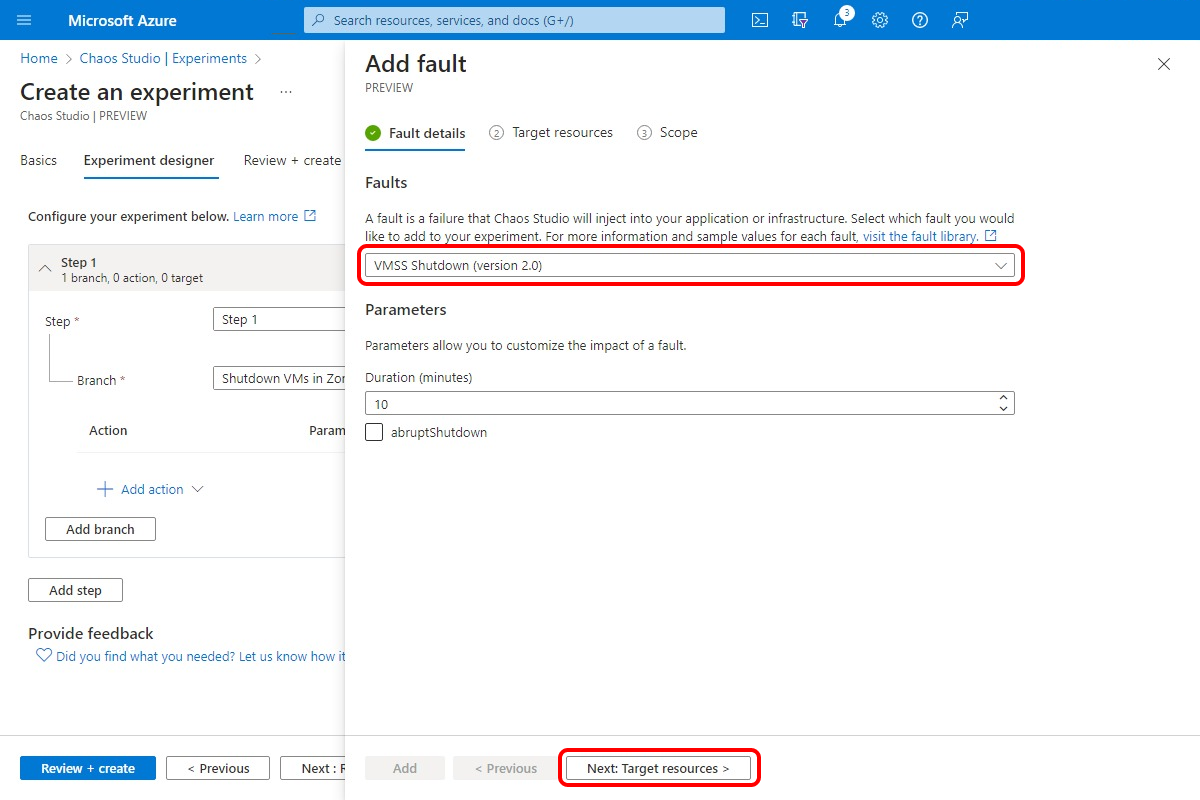 Microsoft Azure
Search resources, services, and docs (G+/)
3
Home > Chaos Studio | Experiments >
Create an experiment ...
Chaos Studio | PREVIEW
Basics
Experiment designer
Review + create
Configure your experiment below. Learn more
Step 1
1 branch, 0 action, 0 target
Step *
Step 1
Branch *
Shutdown VMs in Zor
Action
Param
Add action
Add branch
Add step
Provide feedback
Did you find what you needed? Let us know how it
Review + create
< Previous
Next : R
Add fault
PREVIEW
Fault details
2 Target resources
3 Scope
Faults
A fault is a failure that Chaos Studio will inject into your application or infrastructure. Select which fault you would
like to add to your experiment. For more information and sample values for each fault, visit the fault library.
VMSS Shutdown (version 2.0)
Parameters
Parameters allow you to customize the impact of a fault.
Duration (minutes)
10
abruptShutdown
Add
< Previous
Next: Target resources >